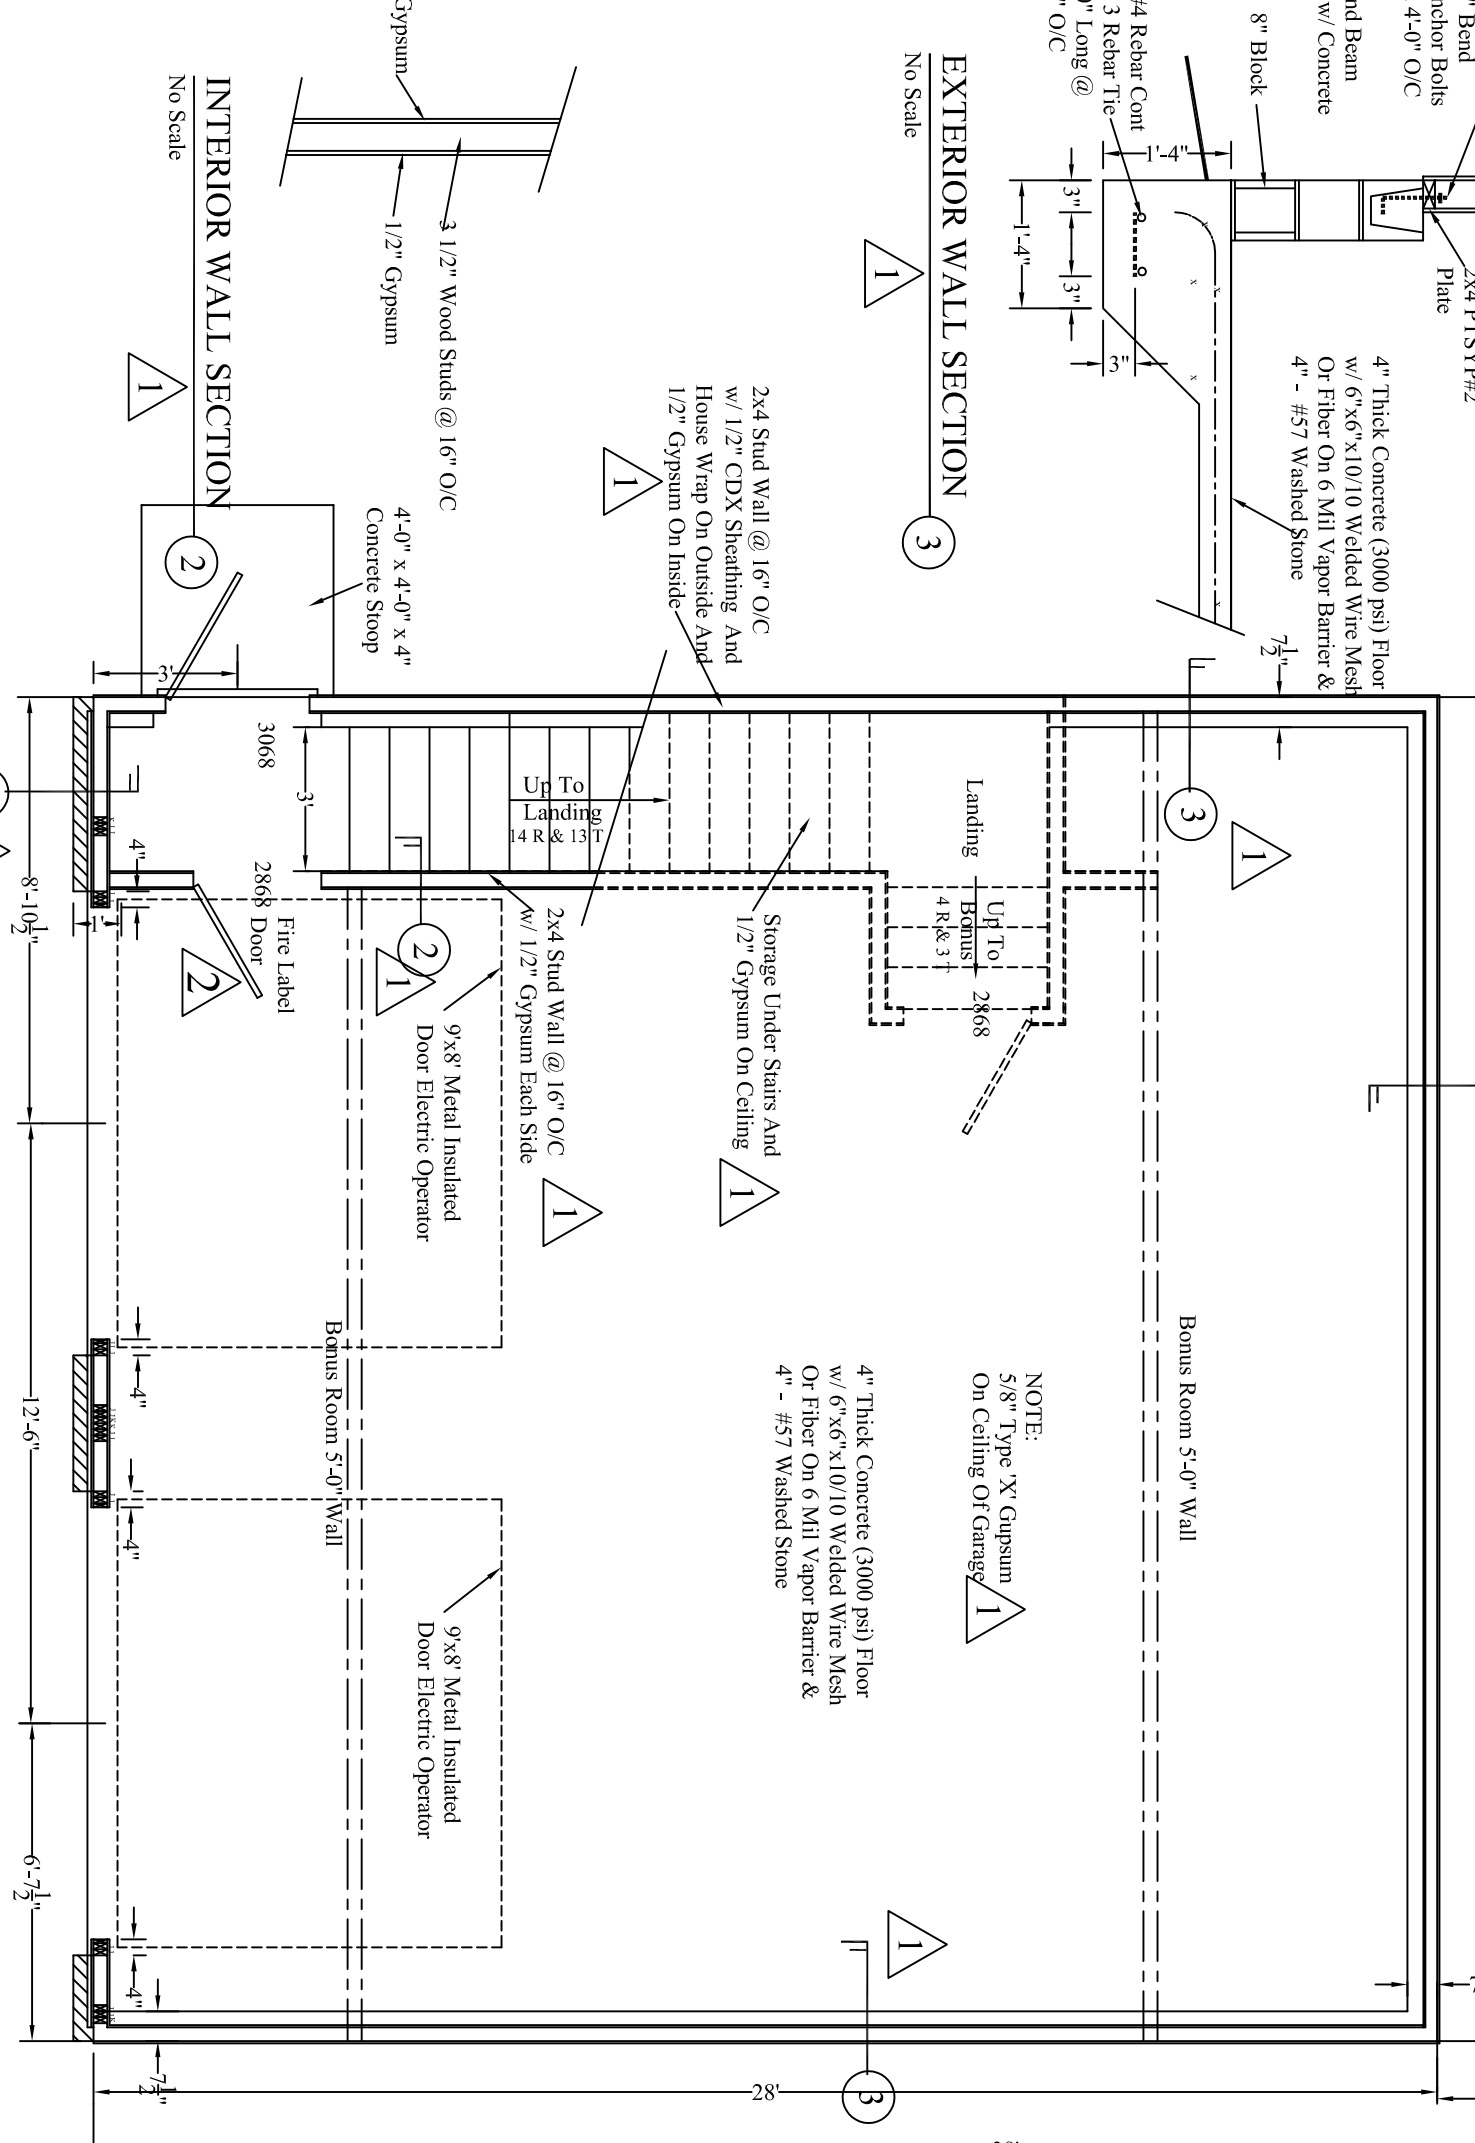 " Bend
nchor Bolts
4'-0" O/C
nd Beam
w/ Concrete
8" Block
#4 Rebar Cont
3 Rebar Tie
0" Long @
" O/C
2x4 PTSYP#2
Plate
1'-4"
3"
3"
1'-4"
3"
4" Thick Concrete (3000 psi) Floor
w/ 6"x6"x10/10 Welded Wire Mesh
Or Fiber On 6 Mil Vapor Barrier &
4" - #57 Washed Stone
EXTERIOR WALL SECTION
No Scale
3
1
Gypsum
3 1/2" Wood Studs @ 16" O/C
1/2" Gypsum
INTERIOR WALL SECTION
No Scale
2
1
2x4 Stud Wall @ 16" O/C
w/ 1/2" CDX Sheathing And
House Wrap On Outside And
1/2" Gypsum On Inside
1
4'-0" x 4'-0" x 4"
Concrete Stoop
7 1/2"
3
1
3'
3068
3'
Up To
Landing
14 R & 13 T
Landing
Up To
Bonus
4 R & 3 T
2868
2868
Fire Label
Door
2
2
1
4"
1'
8'-10 1/2"
9'x8' Metal Insulated
Door Electric Operator
2x4 Stud Wall @ 16" O/C
w/ 1/2" Gypsum Each Side
1
Storage Under Stairs And
1/2" Gypsum On Ceiling
1
Bonus Room 5'-0" Wall
Bonus Room 5'-0" Wall
NOTE:
5/8" Type 'X' Gupsum
On Ceiling Of Garage
1
4" Thick Concrete (3000 psi) Floor
w/ 6"x6"x10/10 Welded Wire Mesh
Or Fiber On 6 Mil Vapor Barrier &
4" - #57 Washed Stone
4"
4"
12'-6"
9'x8' Metal Insulated
Door Electric Operator
1
3
4"
6'-7 1/2"
7 1/2"
28'